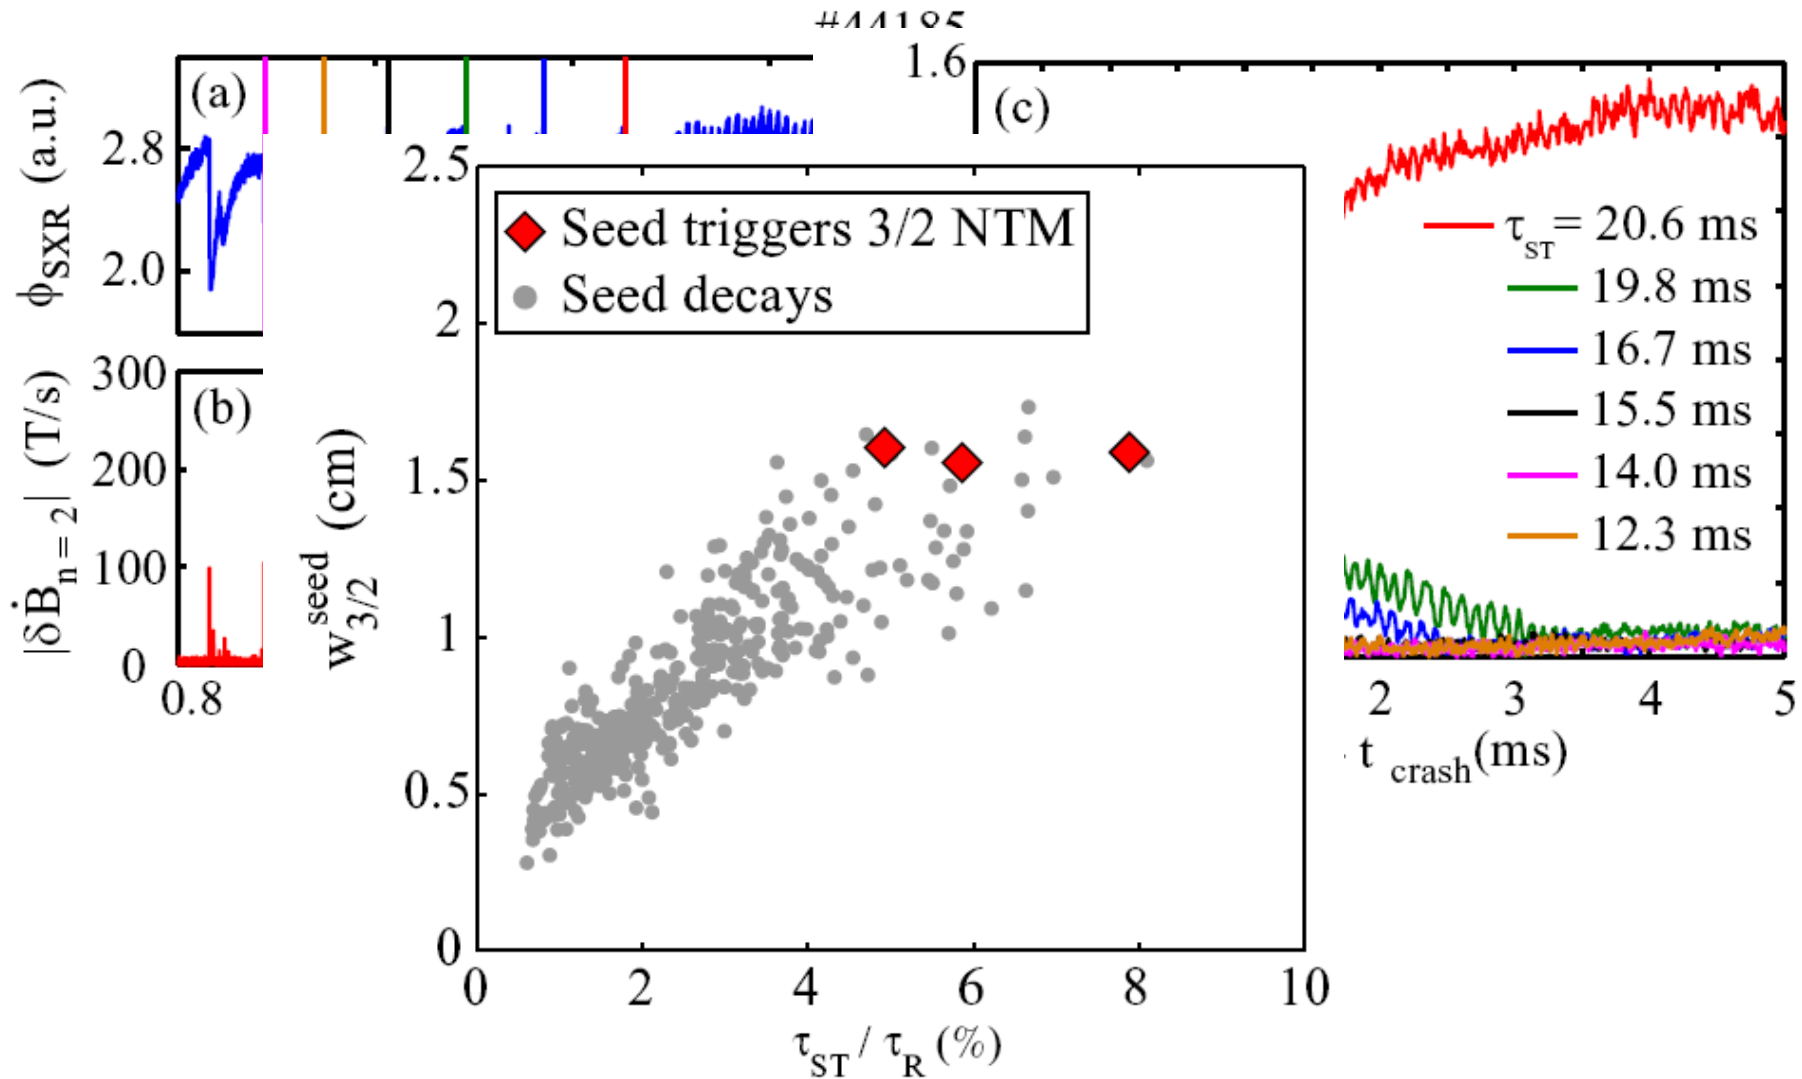 #44185
(a)
ϕSXR (a.u.)
2.8
2.0
(b)
|δḂn = 2| (T/s)
300
200
100
0
0.8
2.5
2
1.5
1
0.5
0
w3/2 seed (cm)
Seed triggers 3/2 NTM
Seed decays
0 2 4 6 8 10
τST / τR (%)
1.6
(c)
τST= 20.6 ms
19.8 ms
16.7 ms
15.5 ms
14.0 ms
12.3 ms
2 3 4 5
- t crash (ms)